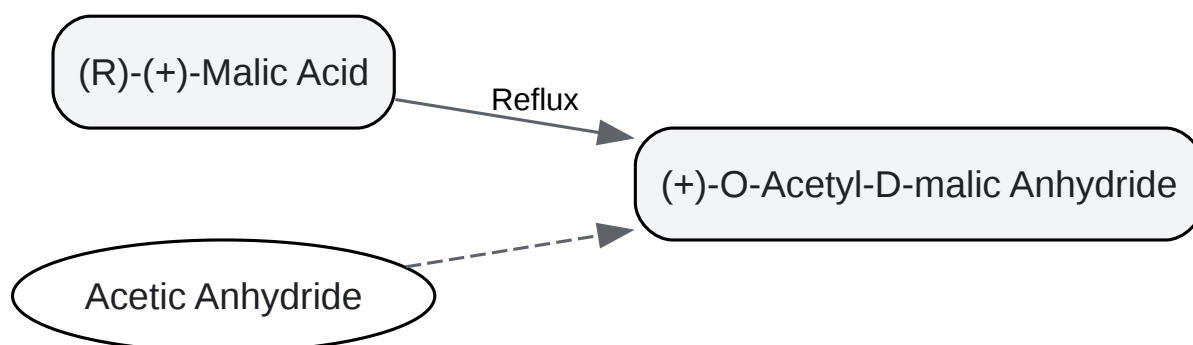 (R)-(+)-Malic Acid
Reflux
(+)-O-Acetyl-D-malic Anhydride
Acetic Anhydride